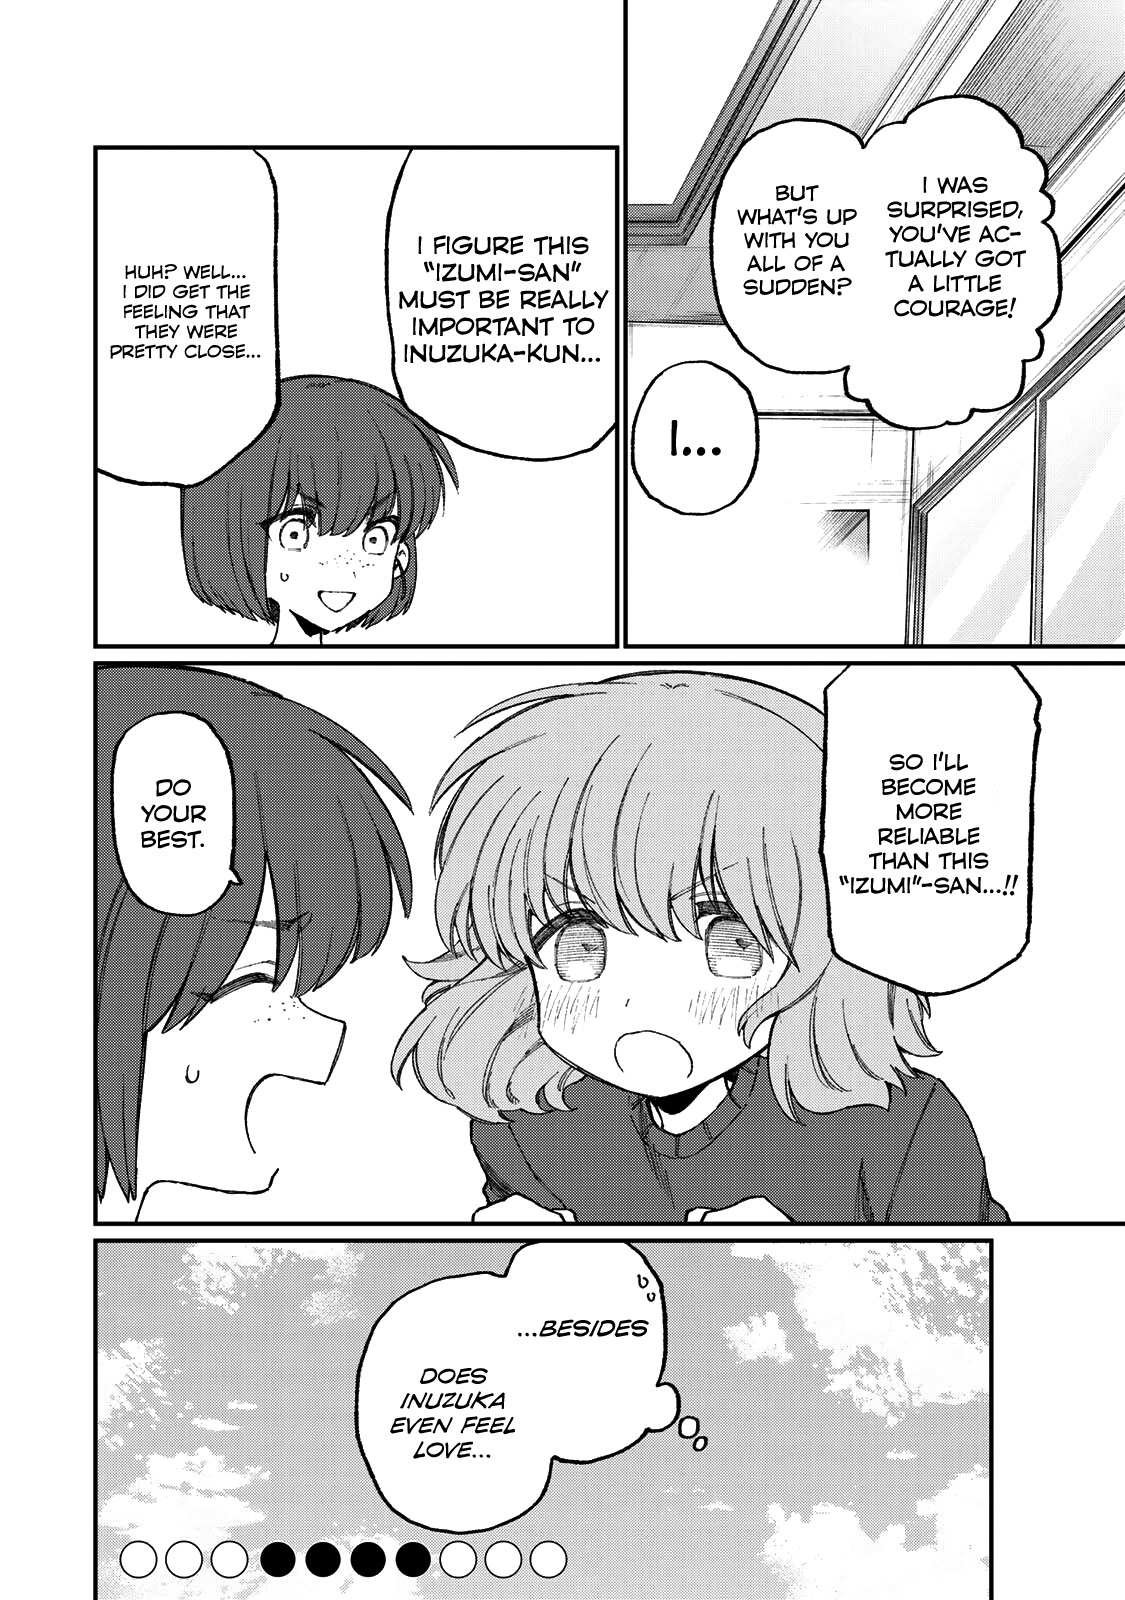 I WAS
SURPRISED,
YOU'VE AC-
TUALLY GOT
A LITTLE
COURAGE!
BUT
WHAT'S UP
WITH YOU
ALL OF A
SUDDEN?
I...
I FIGURE THIS
"IZUMI-SAN"
MUST BE REALLY
IMPORTANT TO
INUZUKA-KUN...
HUH? WELL...
I DID GET THE
FEELING THAT
THEY WERE
PRETTY CLOSE...
SO I'LL
BECOME
MORE
RELIABLE
THAN THIS
"IZUMI"-SAN...!!
DO
YOUR
BEST.
...BESIDES
DOES
INUZUKA
EVEN FEEL
LOVE...